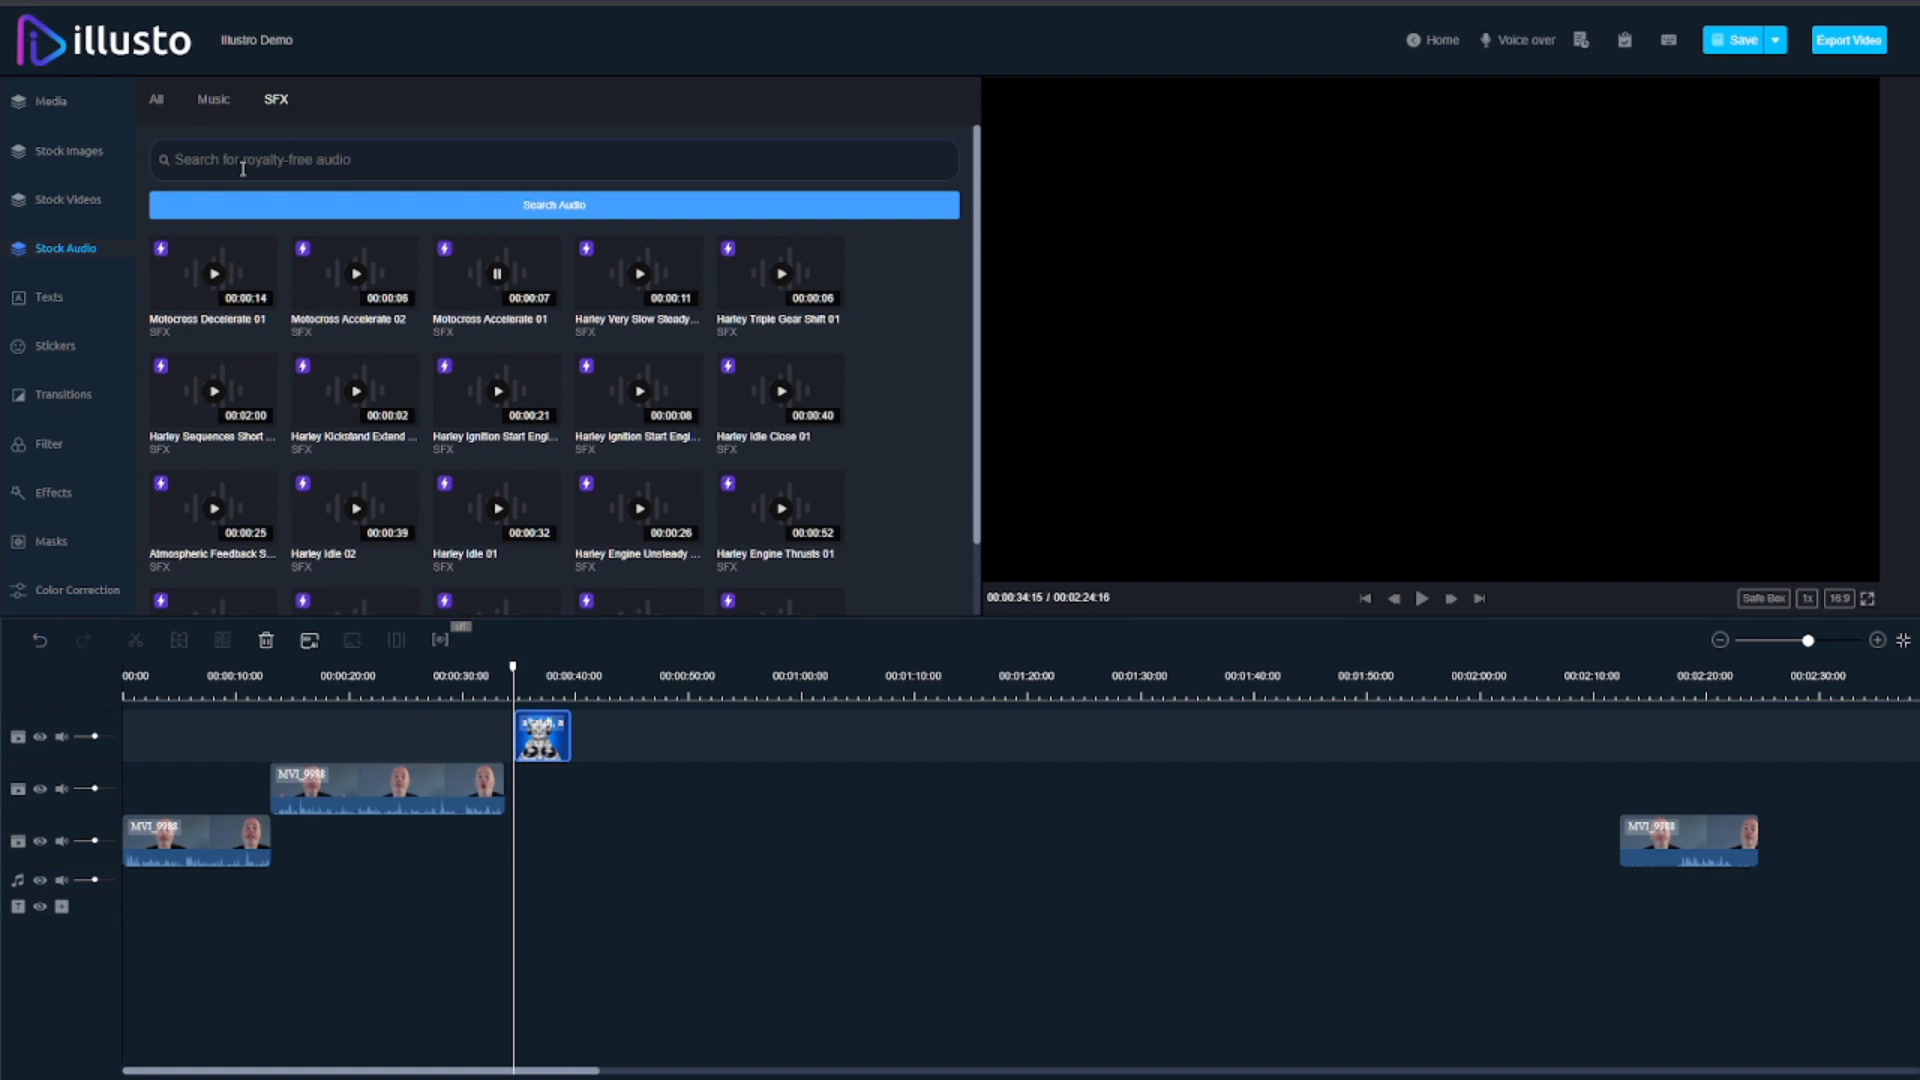 illusto
Illustro Demo
Home
Voice over
Save
Export Video
Media
Stock Images
Stock Videos
Stock Audio
Texts
Stickers
Transitions
Filter
Effects
Masks
Color Correction
All Music SFX
Search for royalty-free audio
Search Audio
00:00:14 00:00:06 00:00:07 00:00:11 00:00:06
Motocross Decelerate 01 Motocross Accelerate 02 Motocross Accelerate 01 Harley Very Slow Steady... Harley Triple Gear Shift 01
SFX SFX SFX SFX SFX
00:02:00 00:00:02 00:00:21 00:00:08 00:00:40
Harley Sequences Short ... Harley Kickstand Extend ... Harley Ignition Start Engi... Harley Ignition Start Engi... Harley Idle Close 01
SFX SFX SFX SFX SFX
00:00:25 00:00:39 00:00:32 00:00:26 00:00:52
Atmospheric Feedback S... Harley Idle 02 Harley Idle 01 Harley Engine Unsteady ... Harley Engine Thrusts 01
SFX SFX SFX SFX SFX
00:00:34:15 / 00:02:24:16
Safe Box 1x 16:9
off
00:00 00:00:10:00 00:00:20:00 00:00:30:00 00:00:40:00 00:00:50:00 00:01:00:00 00:01:10:00 00:01:20:00 00:01:30:00 00:01:40:00 00:01:50:00 00:02:00:00 00:02:10:00 00:02:20:00 00:02:30:00
MVI_9988
MVI_9988
MVI_9988